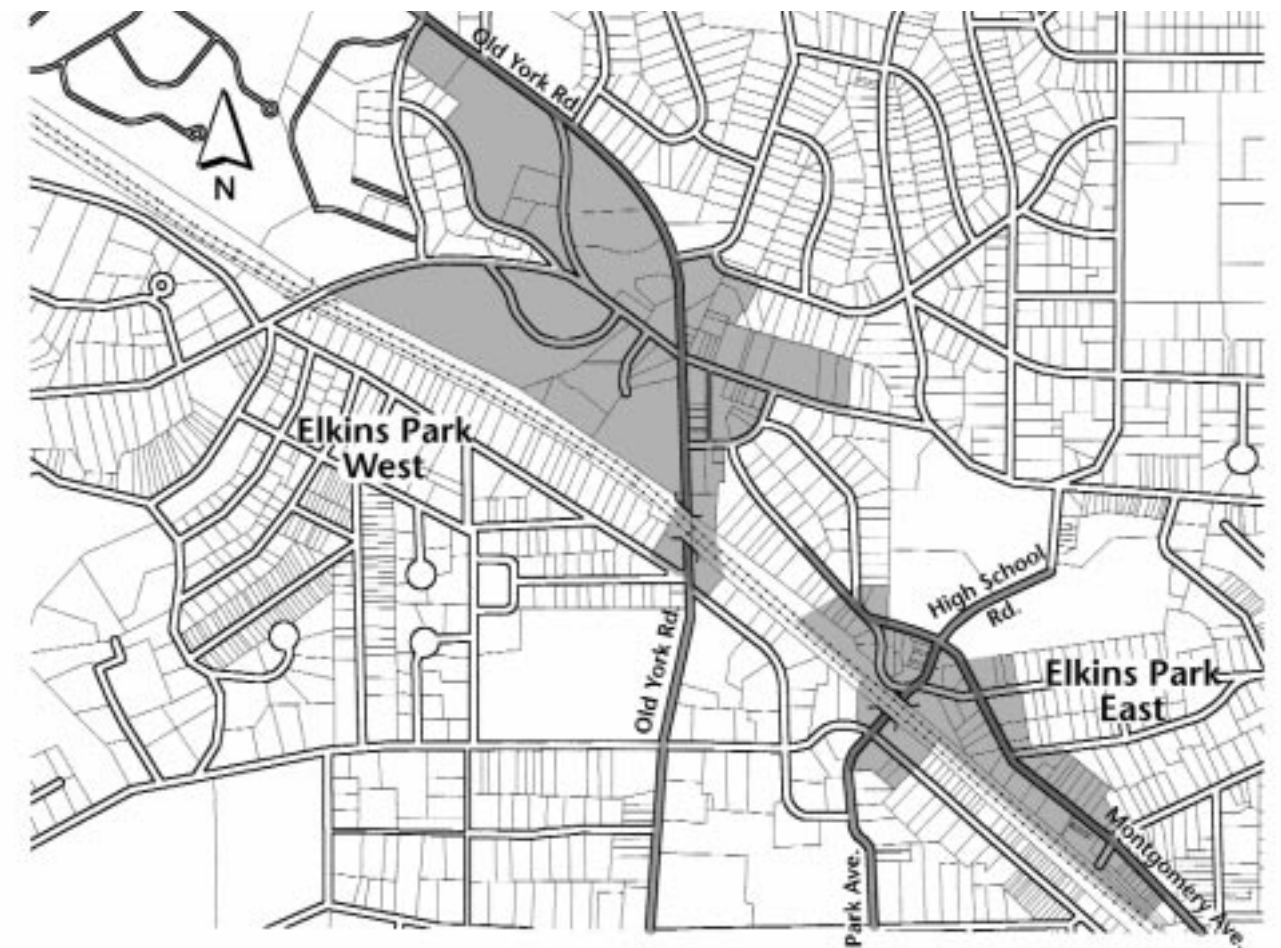 Old York Rd.
N
Elkins Park
West
High School
Rd.
Old York Rd.
Elkins Park
East
Montgomery Ave.
Park Ave.